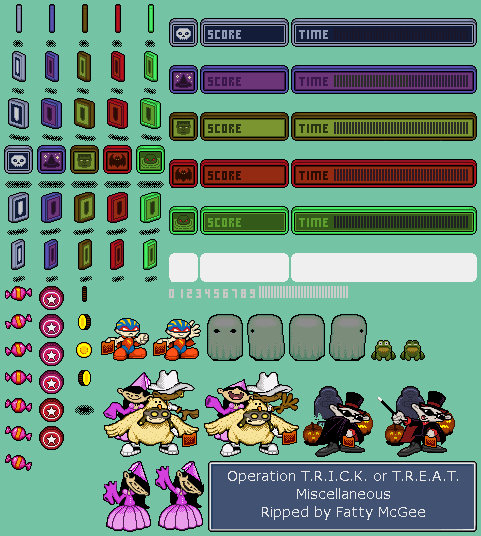 SCORE TIME
SCORE TIME
SCORE TIME
SCORE TIME
SCORE TIME
0123456789
Operation T.R.I.C.K. or T.R.E.A.T.
Miscellaneous
Ripped by Fatty McGee